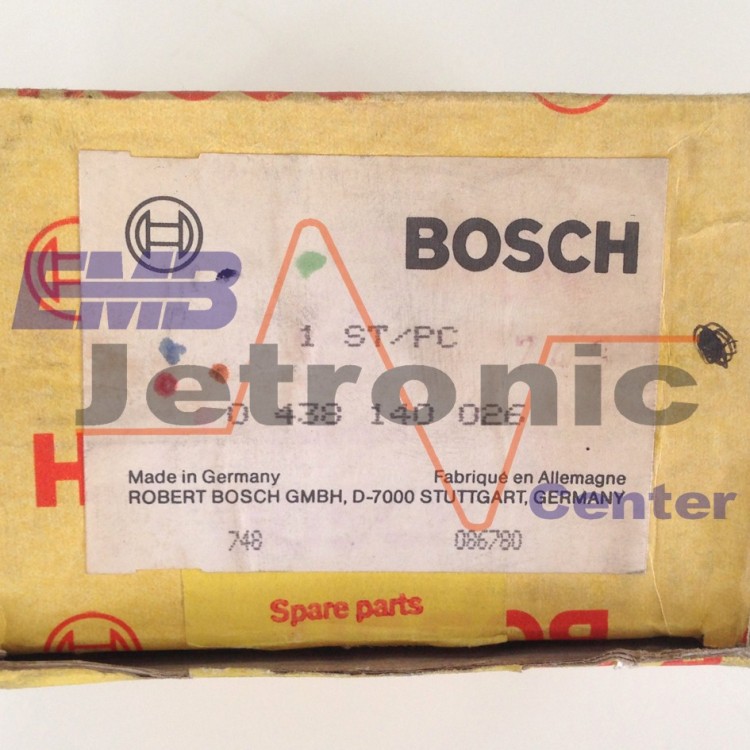 BOSCH
EMB
1 ST/PC
Jetronic
0 438 140 026
Made in Germany Fabriqué en Allemagne
ROBERT BOSCH GMBH, D-7000 STUTTGART, GERMANY
Center
748 086780
Spare parts